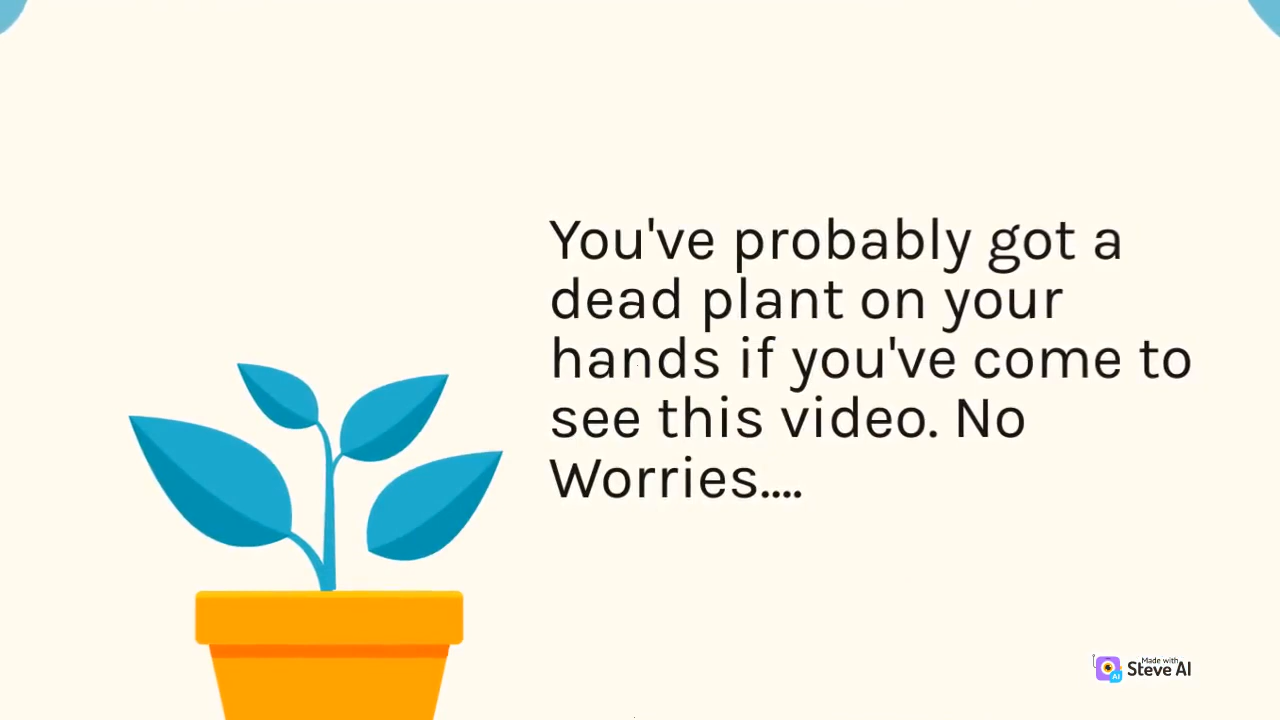 You've probably got a
dead plant on your
hands if you've come to
see this video. No
Worries....
Made with
Steve AI
AI